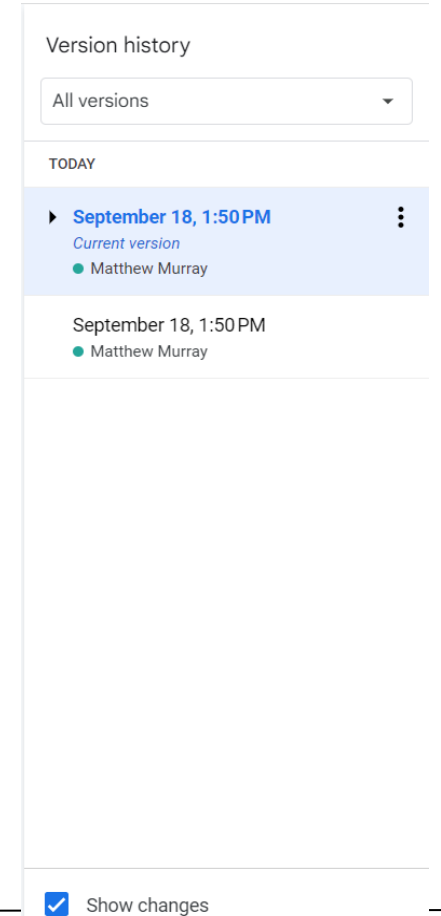 Version history
All versions
TODAY
September 18, 1:50 PM
Current version
Matthew Murray
September 18, 1:50 PM
Matthew Murray
Show changes